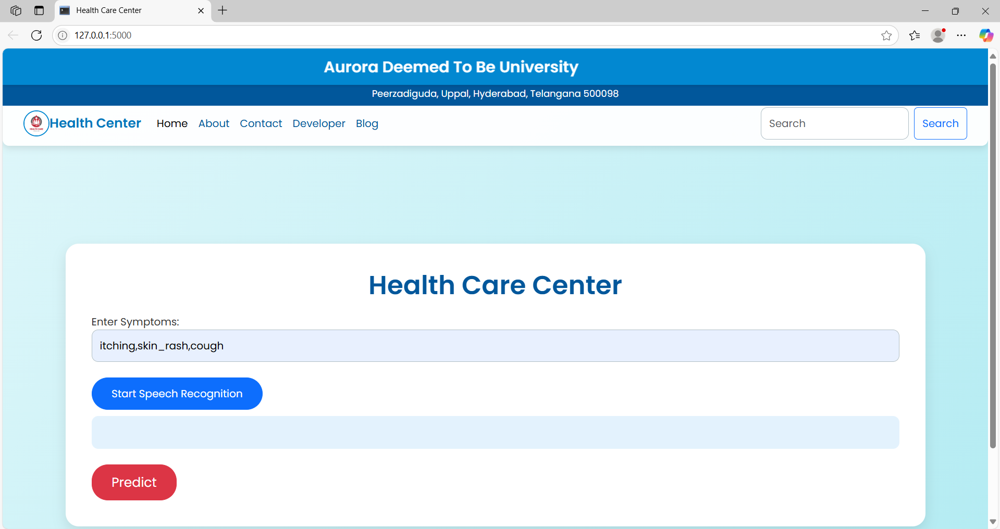 Health Care Center
127.0.0.1:5000
Aurora Deemed To Be University
Peerzadiguda, Uppal, Hyderabad, Telangana 500098
HEALTH CARE
Health Center Home About Contact Developer Blog Search Search
Health Care Center
Enter Symptoms:
itching,skin_rash,cough
Start Speech Recognition
Predict